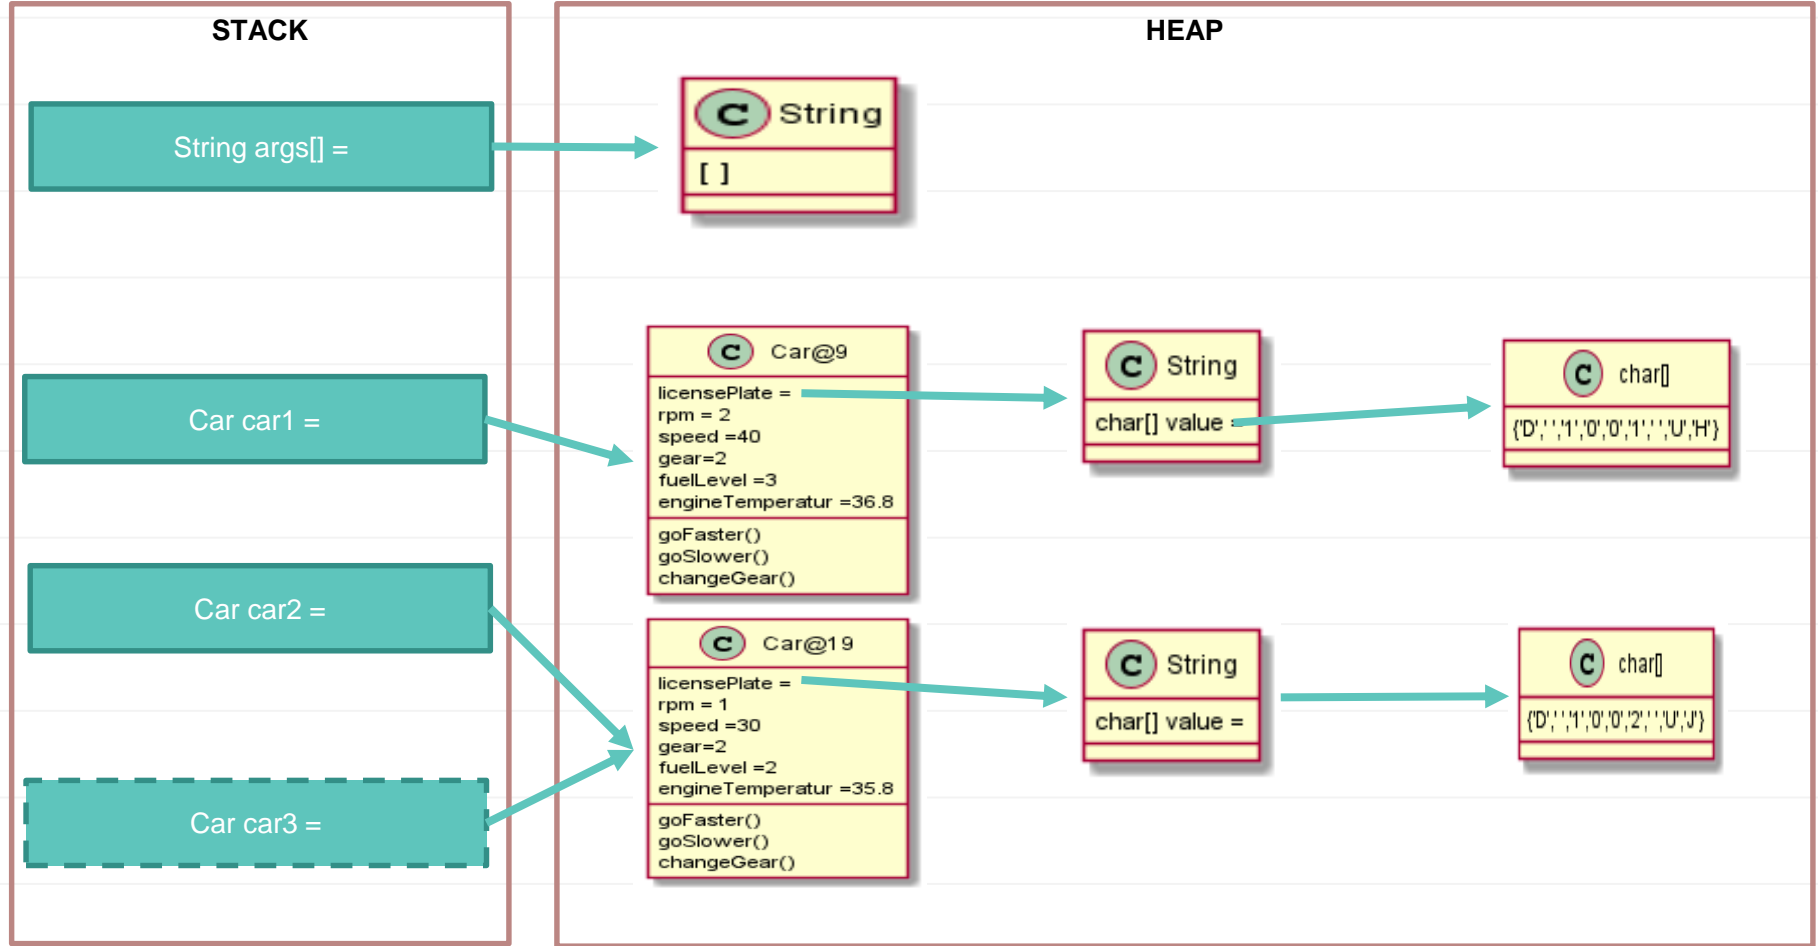 STACK
HEAP
String args[] =
C String
[ ]
Car car1 =
C Car@9
licensePlate =
rpm = 2
speed =40
gear=2
fuelLevel =3
engineTemperatur =36.8
goFaster()
goSlower()
changeGear()
C String
char[] value =
C char[]
{'D',' ','1','0','0','1',' ','U','H'}
Car car2 =
Car car3 =
C Car@19
licensePlate =
rpm = 1
speed =30
gear=2
fuelLevel =2
engineTemperatur =35.8
goFaster()
goSlower()
changeGear()
C String
char[] value =
C char[]
{'D',' ','1','0','0','2',' ','U','J'}